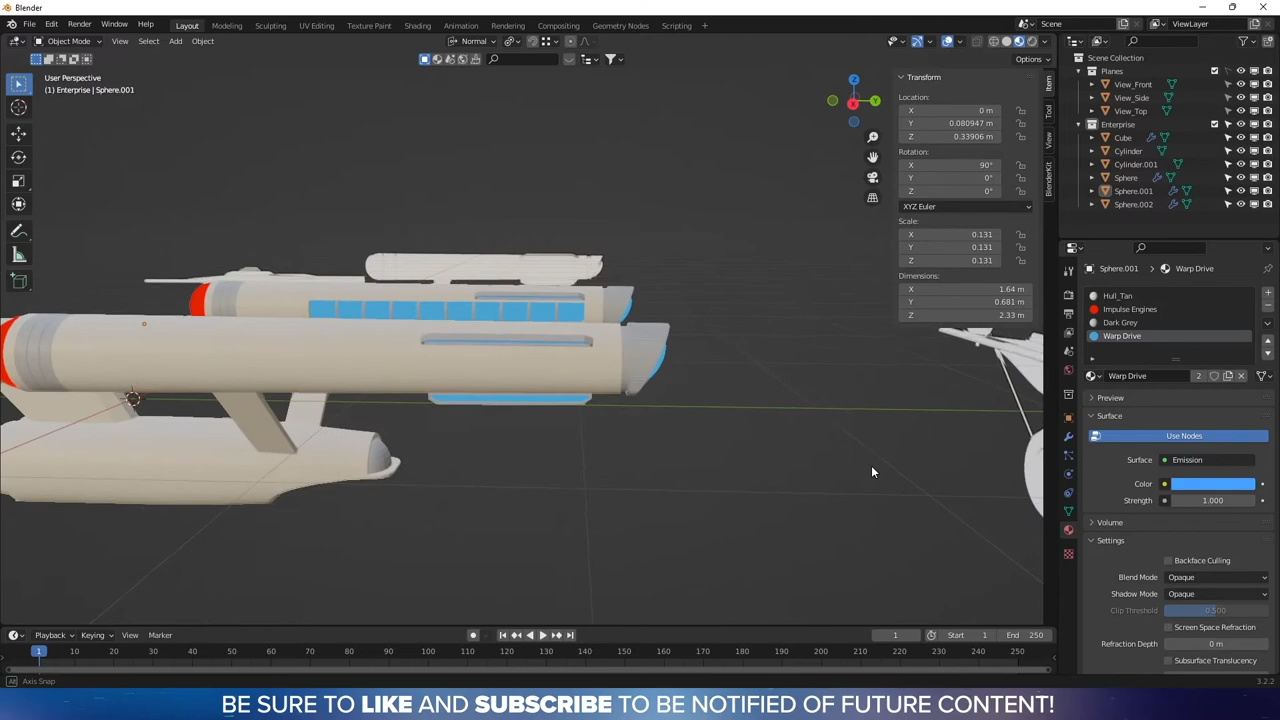 Blender
File Edit Render Window Help Layout Modeling Sculpting UV Editing Texture Paint Shading Animation Rendering Compositing Geometry Nodes Scripting + Scene ViewLayer
Object Mode View Select Add Object Normal
Options
User Perspective
(1) Enterprise | Sphere.001
Transform
Location:
X 0 m
Y 0.080947 m
Z 0.33906 m
Rotation:
X 90°
Y 0°
Z 0°
XYZ Euler
Scale:
X 0.131
Y 0.131
Z 0.131
Dimensions:
X 1.64 m
Y 0.681 m
Z 2.33 m
Item
Tool
View
BlenderKit
Z
Y
X
Scene Collection
Planes
View_Front
View_Side
View_Top
Enterprise
Cube
Cylinder
Cylinder.001
Sphere
Sphere.001
Sphere.002
Sphere.001 Warp Drive
Hull_Tan
Impulse Engines
Dark Grey
Warp Drive
Warp Drive 2
Preview
Surface
Use Nodes
Surface Emission
Color
Strength 1.000
Volume
Settings
Backface Culling
Blend Mode Opaque
Shadow Mode Opaque
Clip Threshold 0.500
Screen Space Refraction
Refraction Depth 0 m
Subsurface Translucency
Playback Keying View Marker 1 Start 1 End 250
1 10 20 30 40 50 60 70 80 90 100 110 120 130 140 150 160 170 180 190 200 210 220 230 240 250
Alt Axis Snap 3.2.2
BE SURE TO LIKE AND SUBSCRIBE TO BE NOTIFIED OF FUTURE CONTENT!